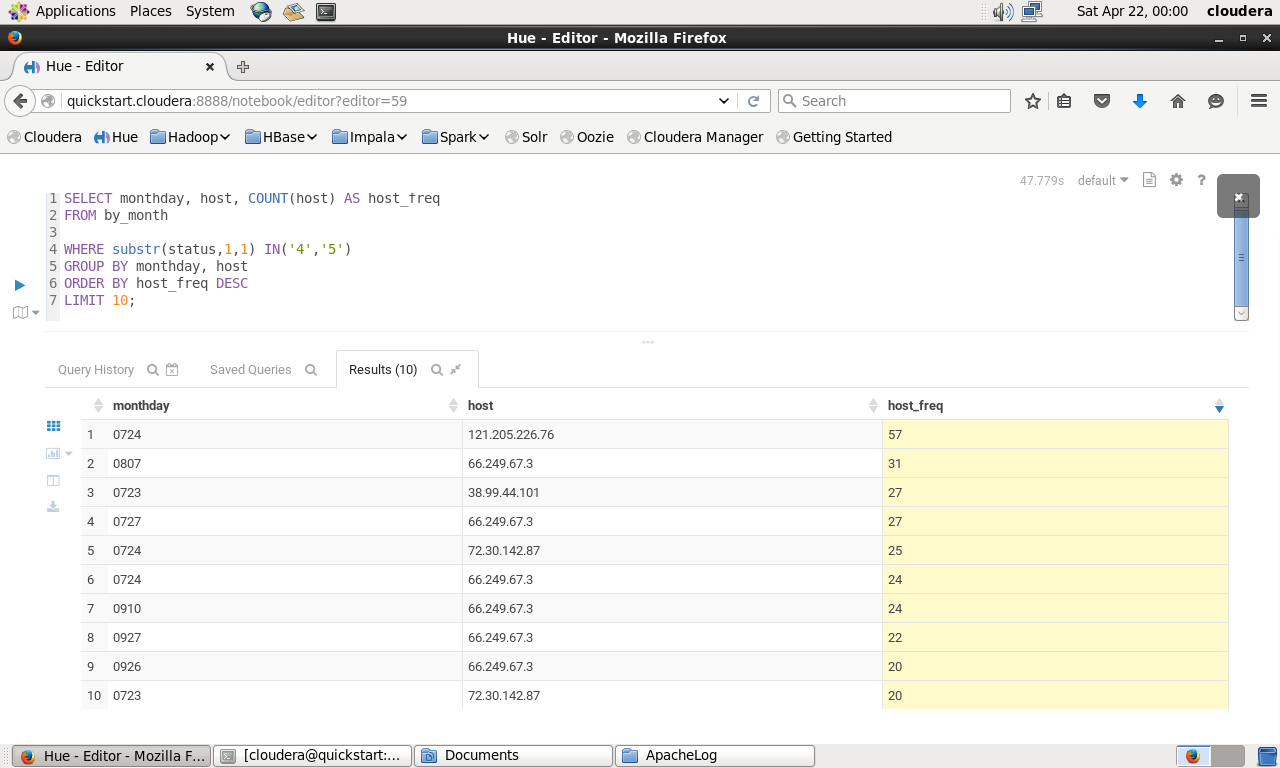 Applications Places System Sat Apr 22, 00:00 cloudera
Hue - Editor - Mozilla Firefox
Hue - Editor
quickstart.cloudera:8888/notebook/editor?editor=59 Search
Cloudera Hue Hadoop HBase Impala Spark Solr Oozie Cloudera Manager Getting Started
47.779s default ?
1 SELECT monthday, host, COUNT(host) AS host_freq
2 FROM by_month
3
4 WHERE substr(status,1,1) IN('4','5')
5 GROUP BY monthday, host
6 ORDER BY host_freq DESC
7 LIMIT 10;
Query History Saved Queries Results (10)
monthday host host_freq
1 0724 121.205.226.76 57
2 0807 66.249.67.3 31
3 0723 38.99.44.101 27
4 0727 66.249.67.3 27
5 0724 72.30.142.87 25
6 0724 66.249.67.3 24
7 0910 66.249.67.3 24
8 0927 66.249.67.3 22
9 0926 66.249.67.3 20
10 0723 72.30.142.87 20
Hue - Editor - Mozilla F... [cloudera@quickstart:... Documents ApacheLog